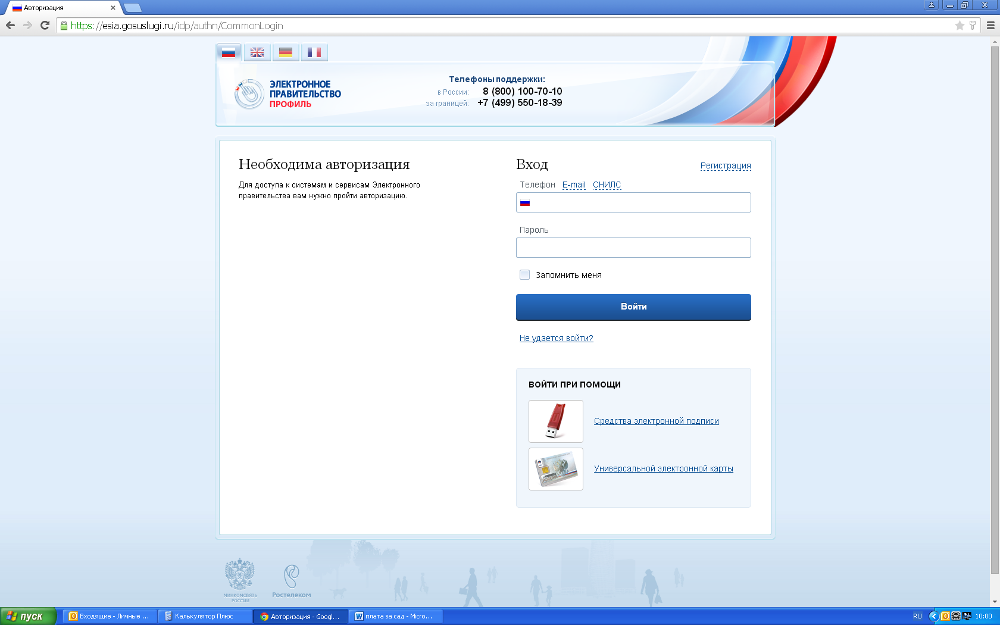 Авторизация
https://esia.gosuslugi.ru/idp/authn/CommonLogin
ЭЛЕКТРОННОЕ
ПРАВИТЕЛЬСТВО
ПРОФИЛЬ
Телефоны поддержки:
в России: 8 (800) 100-70-10
за границей: +7 (499) 550-18-39
Необходима авторизация
Для доступа к системам и сервисам Электронного
правительства вам нужно пройти авторизацию.
Вход Регистрация
Телефон E-mail СНИЛС
Пароль
Запомнить меня
Войти
Не удается войти?
ВОЙТИ ПРИ ПОМОЩИ
Средства электронной подписи
Универсальной электронной карты
МИНКОМСВЯЗЬ
РОССИИ
Ростелеком
пуск Входящие - Личные ... Калькулятор Плюс Авторизация - Googl... плата за сад - Micro... RU 10:00